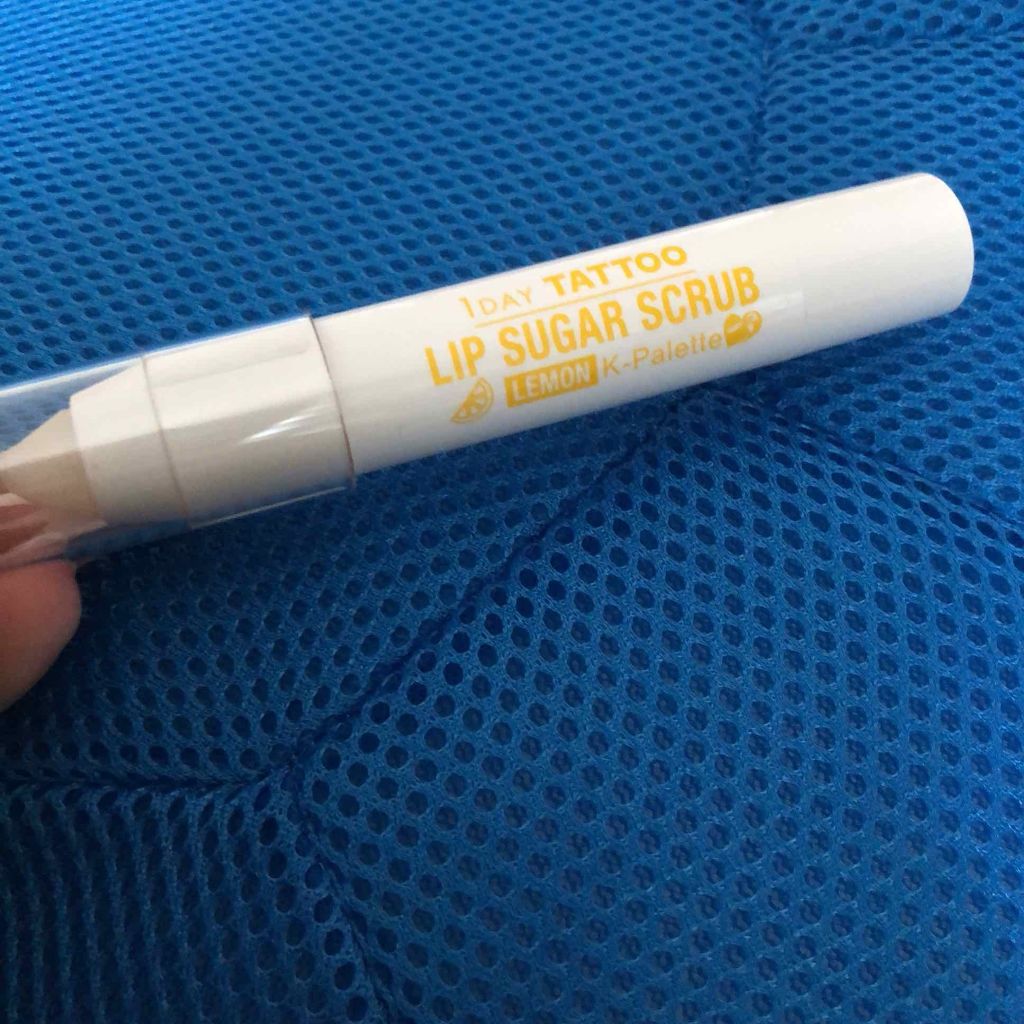 1DAY TATTOO
LIP SUGAR SCRUB
LEMON K-Palette